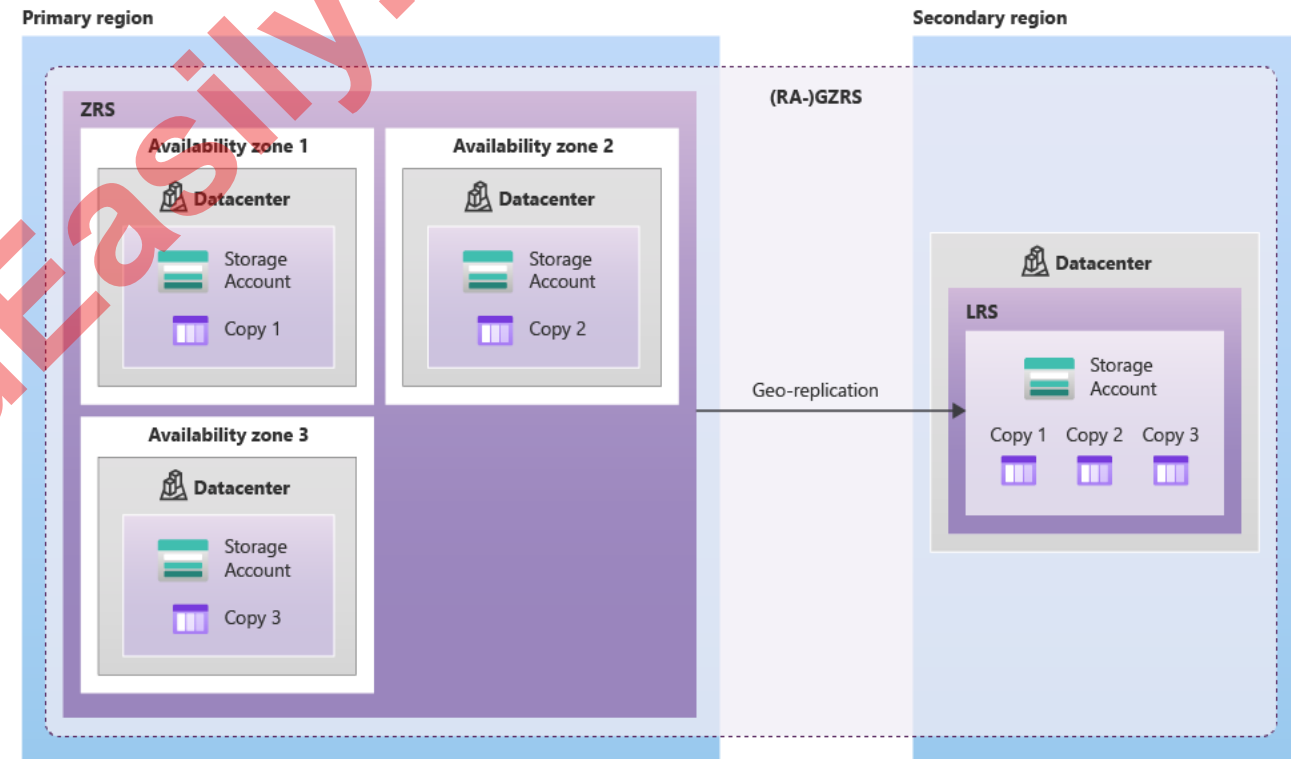 Primary region
Secondary region
(RA-)GZRS
ZRS
Availability zone 1
Datacenter
Storage
Account
Copy 1
Availability zone 2
Datacenter
Storage
Account
Copy 2
Availability zone 3
Datacenter
Storage
Account
Copy 3
Geo-replication
Datacenter
LRS
Storage
Account
Copy 1 Copy 2 Copy 3
Easily